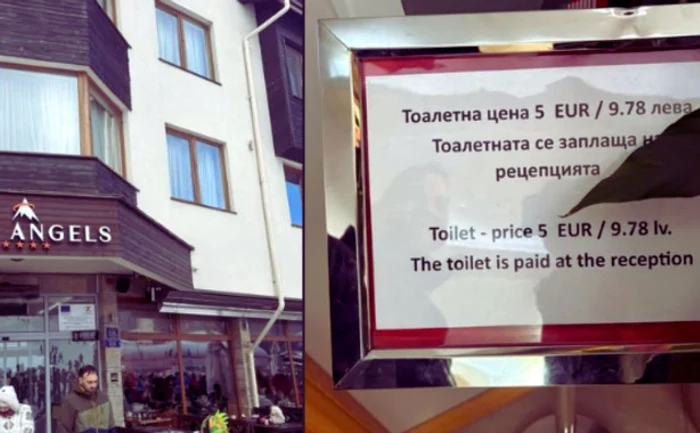 ANGELS
Тоалетна цена 5 EUR / 9.78 лева
Тоалетната се заплаща
рецепцията
Toilet - price 5 EUR / 9.78 lv.
The toilet is paid at the reception